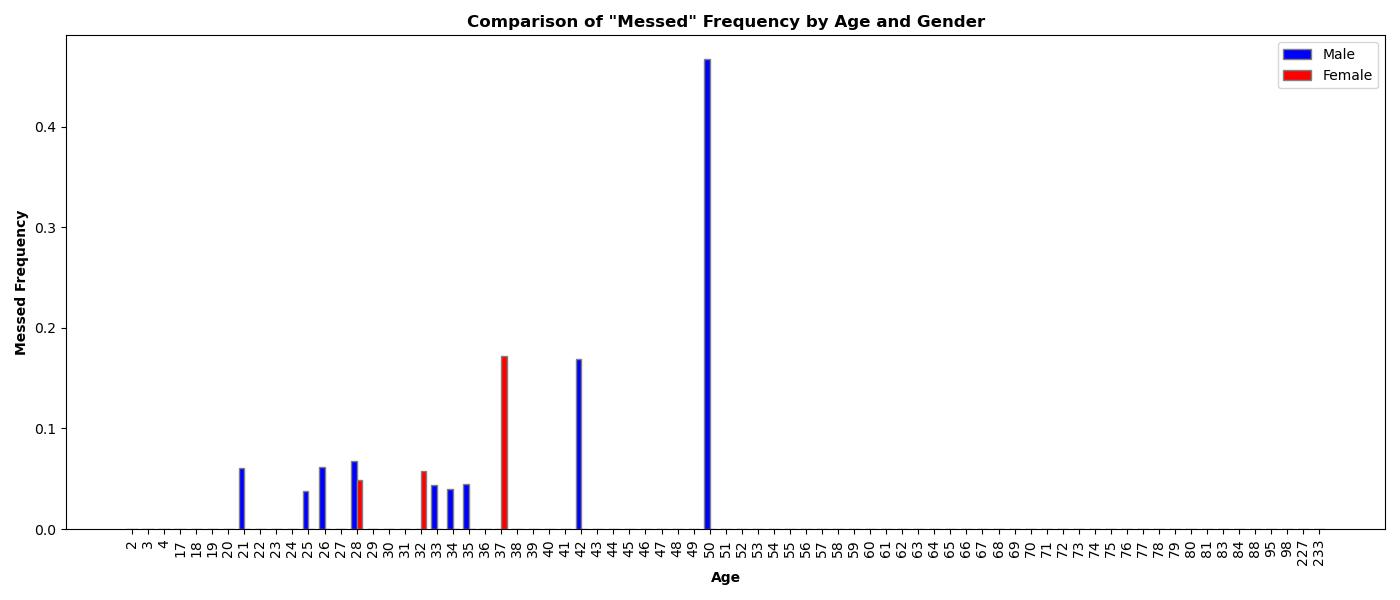 Comparison of "Messed" Frequency by Age and Gender
Male
Female
Messed Frequency
0.4
0.3
0.2
0.1
0.0
2 3 4 17 18 19 20 21 22 23 24 25 26 27 28 29 30 31 32 33 34 35 36 37 38 39 40 41 42 43 44 45 46 47 48 49 50 51 52 53 54 55 56 57 58 59 60 61 62 63 64 65 66 67 68 69 70 71 72 73 74 75 76 77 78 79 80 81 83 84 88 95 98 227 233
Age